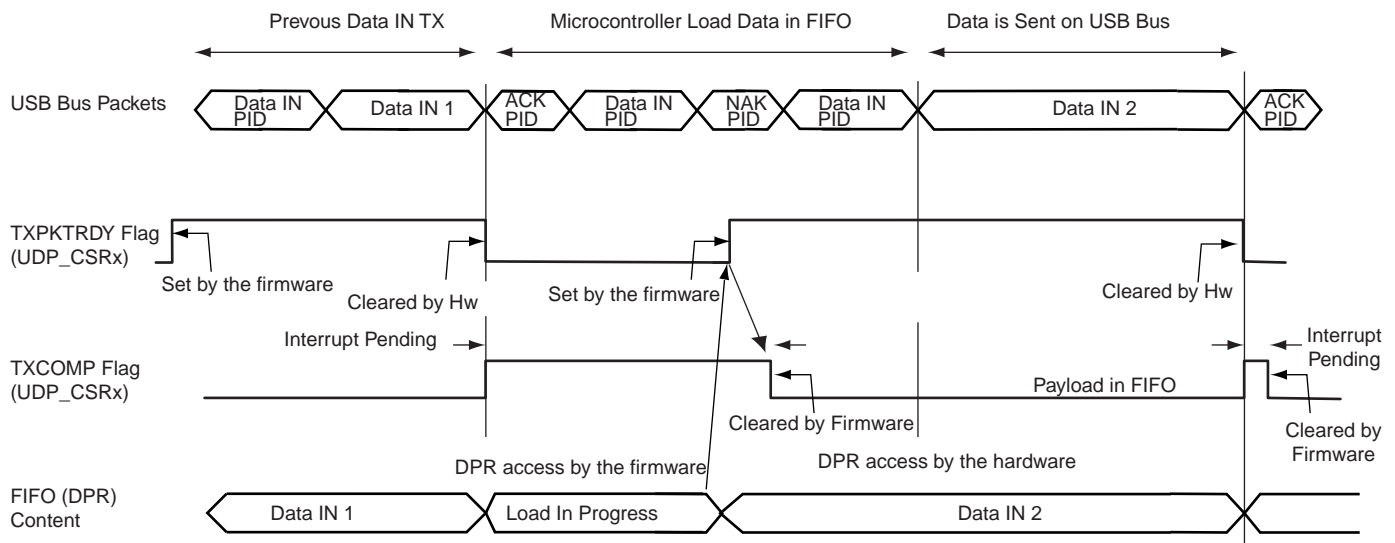 Prevous Data IN TX
Microcontroller Load Data in FIFO
Data is Sent on USB Bus
USB Bus Packets
Data IN
PID
Data IN 1
ACK
PID
Data IN
PID
NAK
PID
Data IN
PID
Data IN 2
ACK
PID
TXPKTRDY Flag
(UDP_CSRx)
Set by the firmware
Cleared by Hw
Set by the firmware
Cleared by Hw
Interrupt Pending
Interrupt
Pending
TXCOMP Flag
(UDP_CSRx)
Payload in FIFO
Cleared by Firmware
Cleared by
Firmware
DPR access by the firmware
DPR access by the hardware
FIFO (DPR)
Content
Data IN 1
Load In Progress
Data IN 2